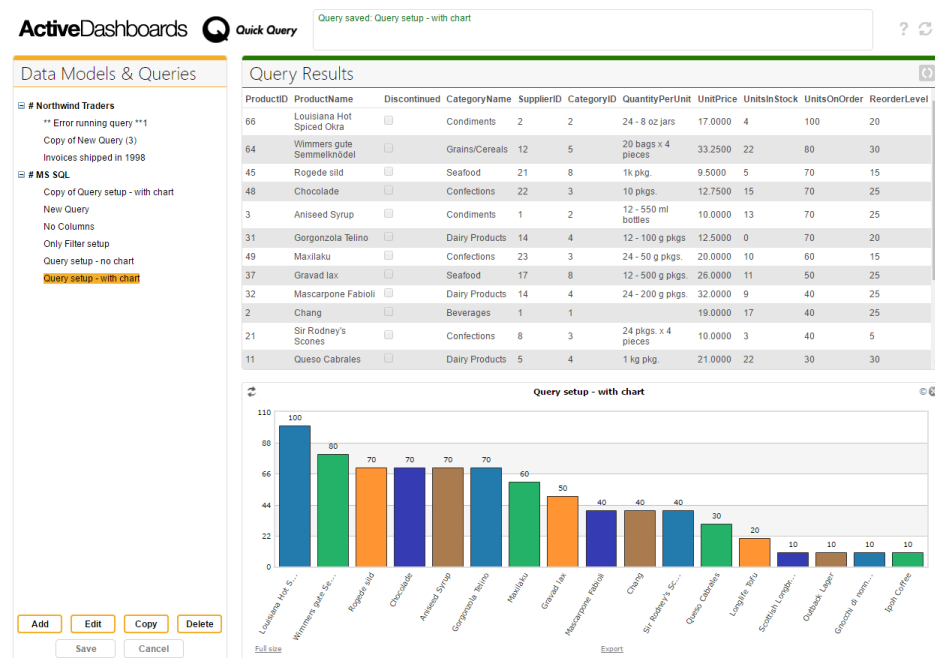 ActiveDashboards Quick Query
Query saved: Query setup - with chart
?
Data Models & Queries
# Northwind Traders
** Error running query **1
Copy of New Query (3)
Invoices shipped in 1998
# MS SQL
Copy of Query setup - with chart
New Query
No Columns
Only Filter setup
Query setup - no chart
Query setup - with chart
Add Edit Copy Delete
Save Cancel
Query Results
ProductID ProductName Discontinued CategoryName SupplierID CategoryID QuantityPerUnit UnitPrice UnitsInStock UnitsOnOrder ReorderLevel
66 Louisiana Hot Spiced Okra Condiments 2 2 24 - 8 oz jars 17.0000 4 100 20
64 Wimmers gute Semmelknödel Grains/Cereals 12 5 20 bags x 4 pieces 33.2500 22 80 30
45 Rogede sild Seafood 21 8 1k pkg. 9.5000 5 70 15
48 Chocolade Confections 22 3 10 pkgs. 12.7500 15 70 25
3 Aniseed Syrup Condiments 1 2 12 - 550 ml bottles 10.0000 13 70 25
31 Gorgonzola Telino Dairy Products 14 4 12 - 100 g pkgs 12.5000 0 70 20
49 Maxilaku Confections 23 3 24 - 50 g pkgs. 20.0000 10 60 15
37 Gravad lax Seafood 17 8 12 - 500 g pkgs. 26.0000 11 50 25
32 Mascarpone Fabioli Dairy Products 14 4 24 - 200 g pkgs. 32.0000 9 40 25
2 Chang Beverages 1 1 19.0000 17 40 25
21 Sir Rodney's Scones Confections 8 3 24 pkgs. x 4 pieces 10.0000 3 40 5
11 Queso Cabrales Dairy Products 5 4 1 kg pkg. 21.0000 22 30 30
Query setup - with chart
©
110
88
66
44
22
0
100 80 70 70 70 70 60 50 40 40 40 30 20 10 10 10 10
Louisiana Hot S...
Wimmers gute Se...
Rogede sild
Chocolade
Aniseed Syrup
Gorgonzola Telino
Maxilaku
Gravad lax
Mascarpone Fabioli
Chang
Sir Rodney's Sc...
Queso Cabrales
Longlife Tofu
Scottish Longbr...
Outback Lager
Gnocchi di nonn...
Ipoh Coffee
Full size
Export